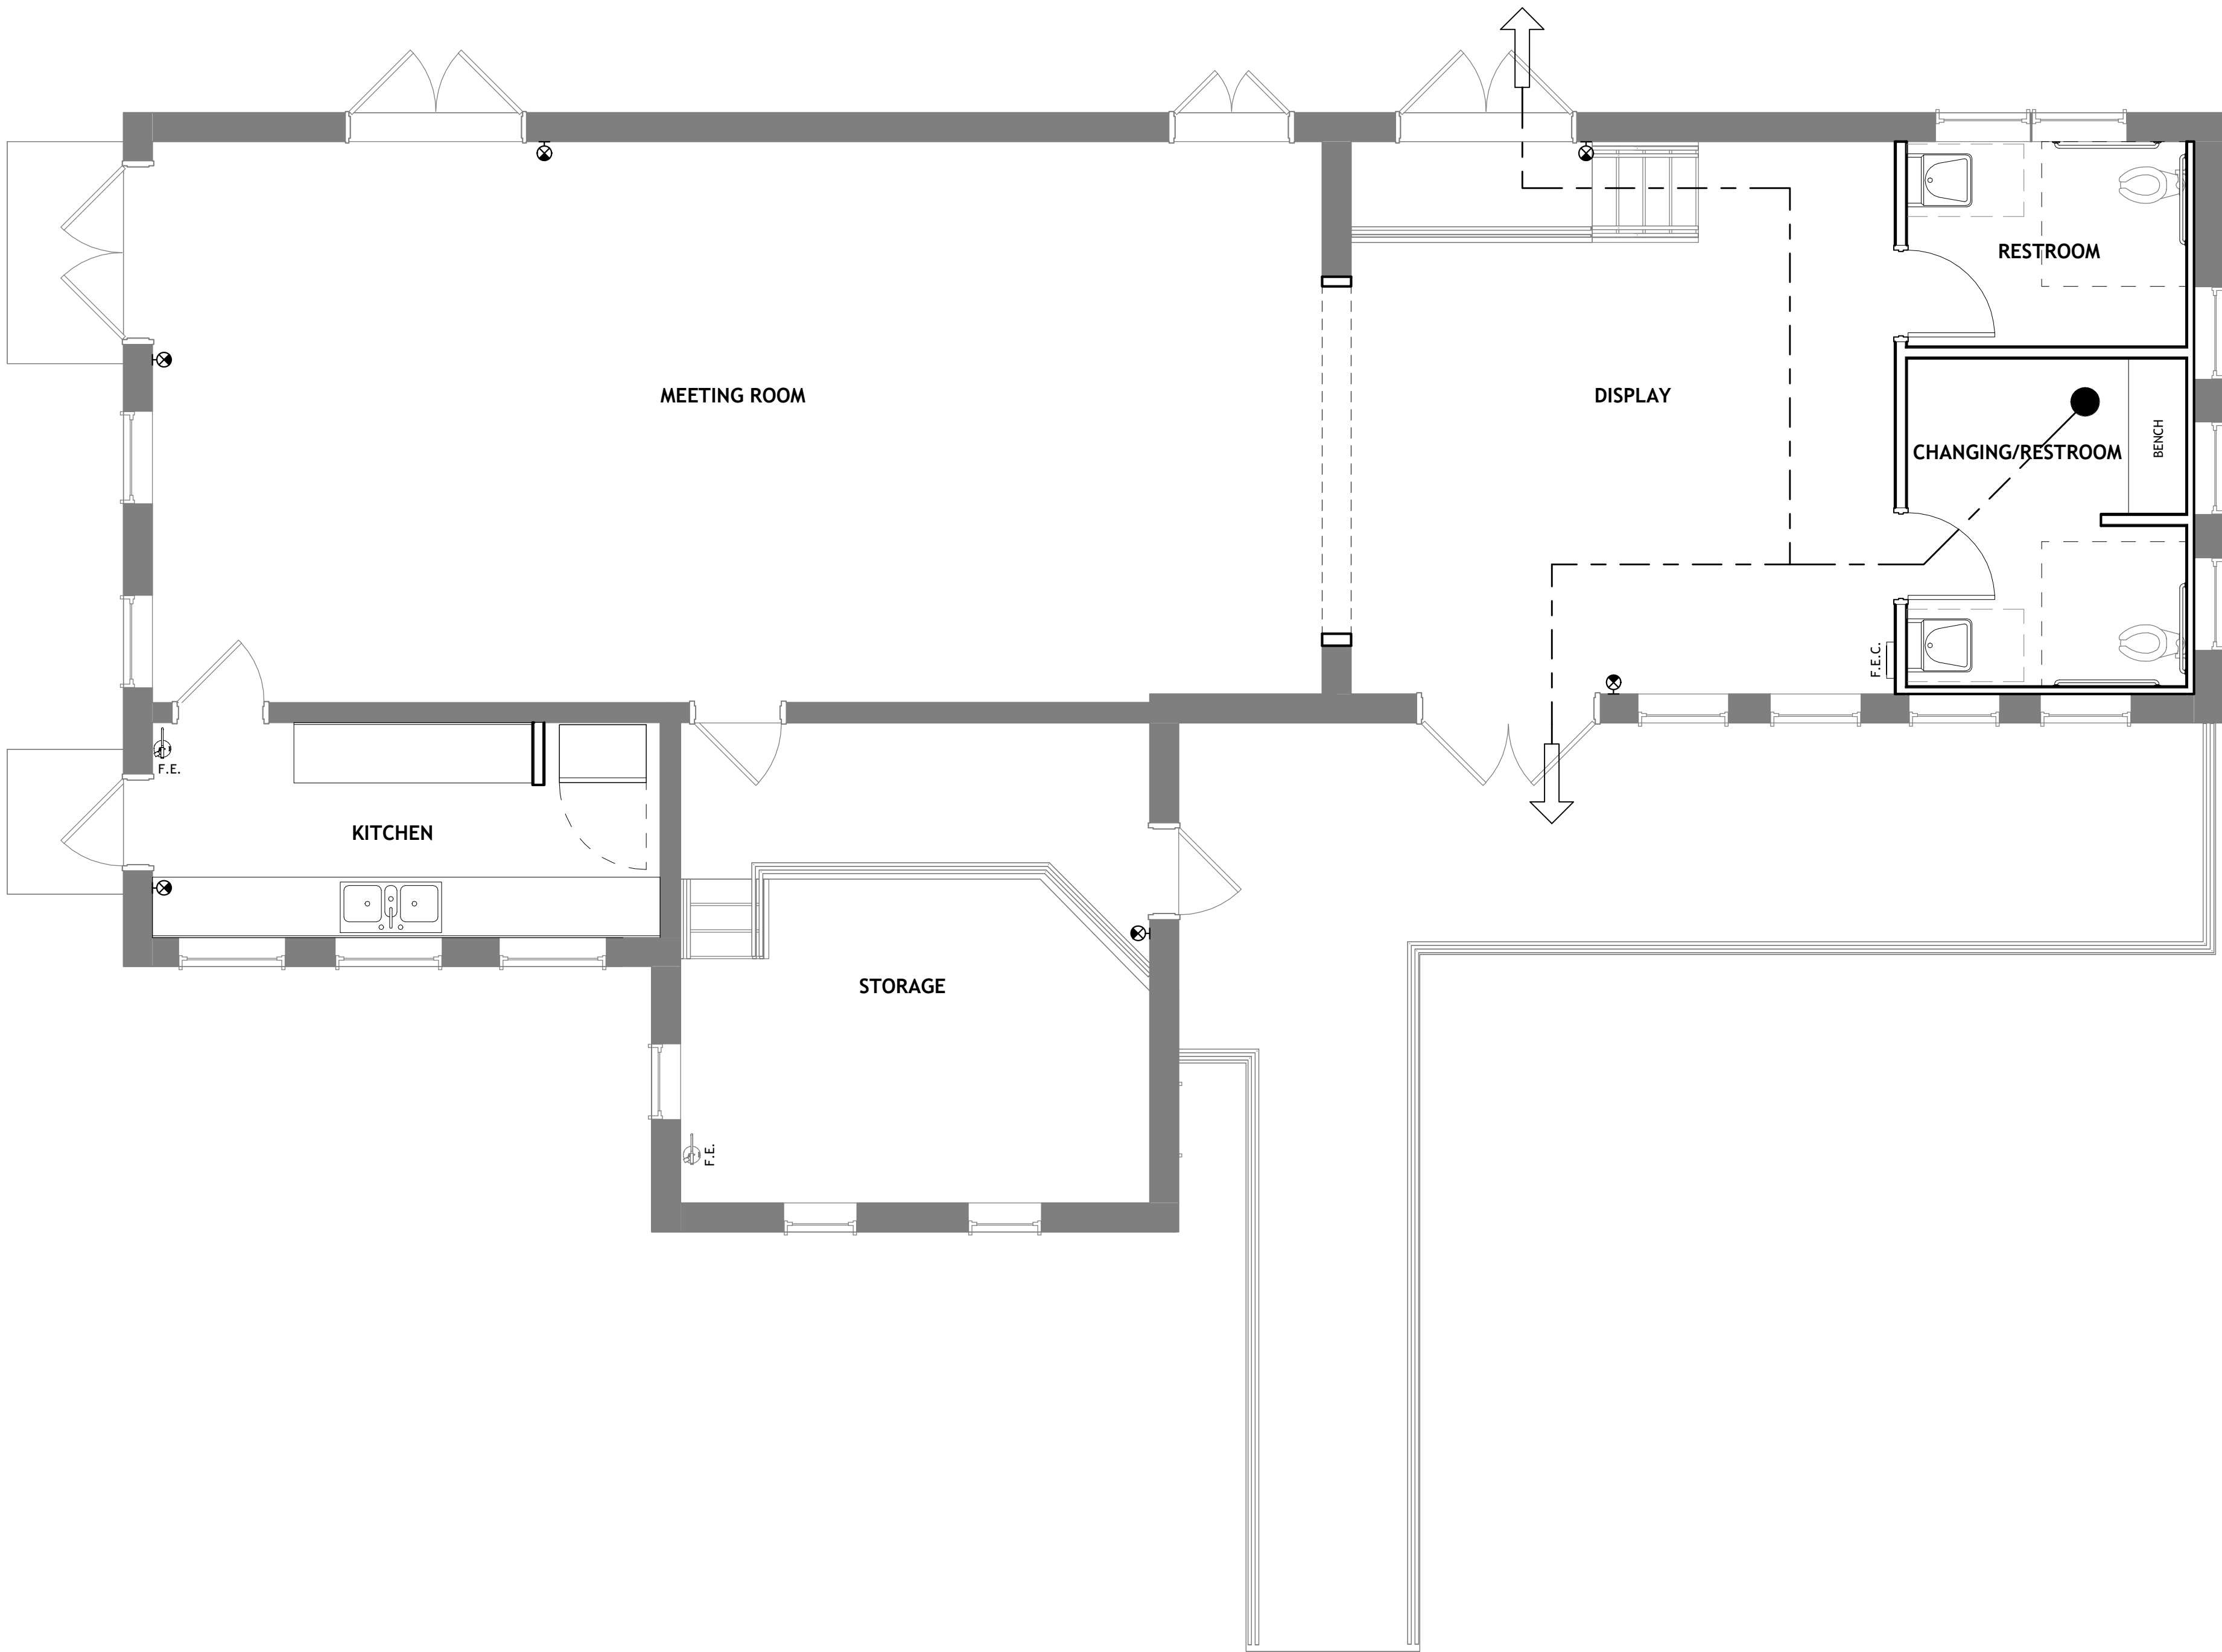 RESTROOM
MEETING ROOM
DISPLAY
BENCH
CHANGING/RESTROOM
F.E.C.
F.E.
KITCHEN
STORAGE
F.E.